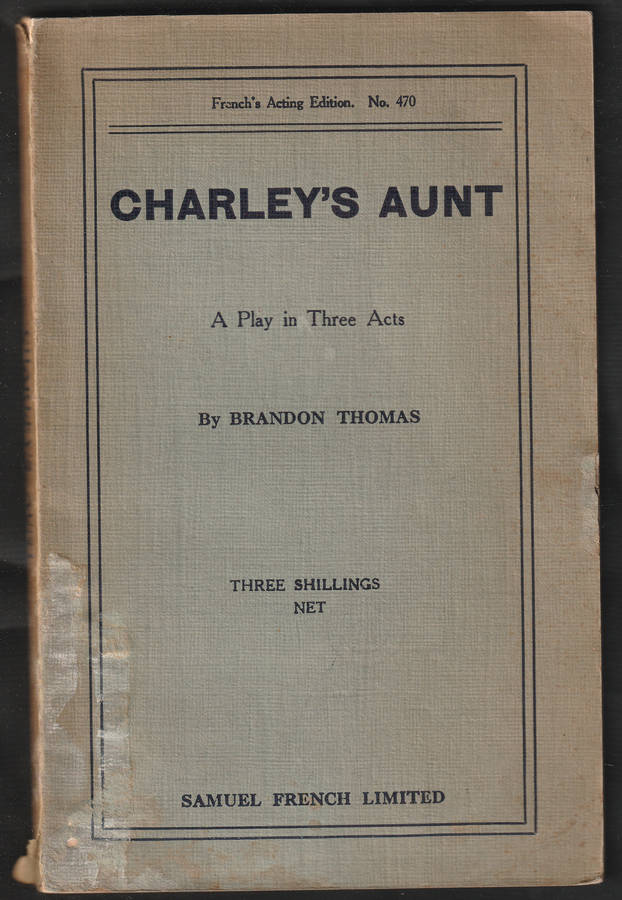 French's Acting Edition. No. 470
CHARLEY'S AUNT
A Play in Three Acts
By BRANDON THOMAS
THREE SHILLINGS
NET
SAMUEL FRENCH LIMITED